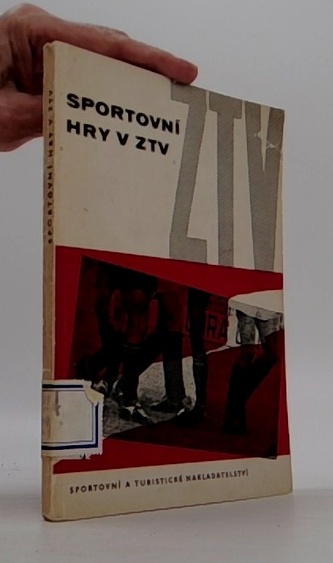 SPORTOVNÍ HRY V ZTV
SPORTOVNÍ
HRY V ZTV
ZTV
SPORTOVNÍ A TURISTICKÉ NAKLADATELSTVÍ